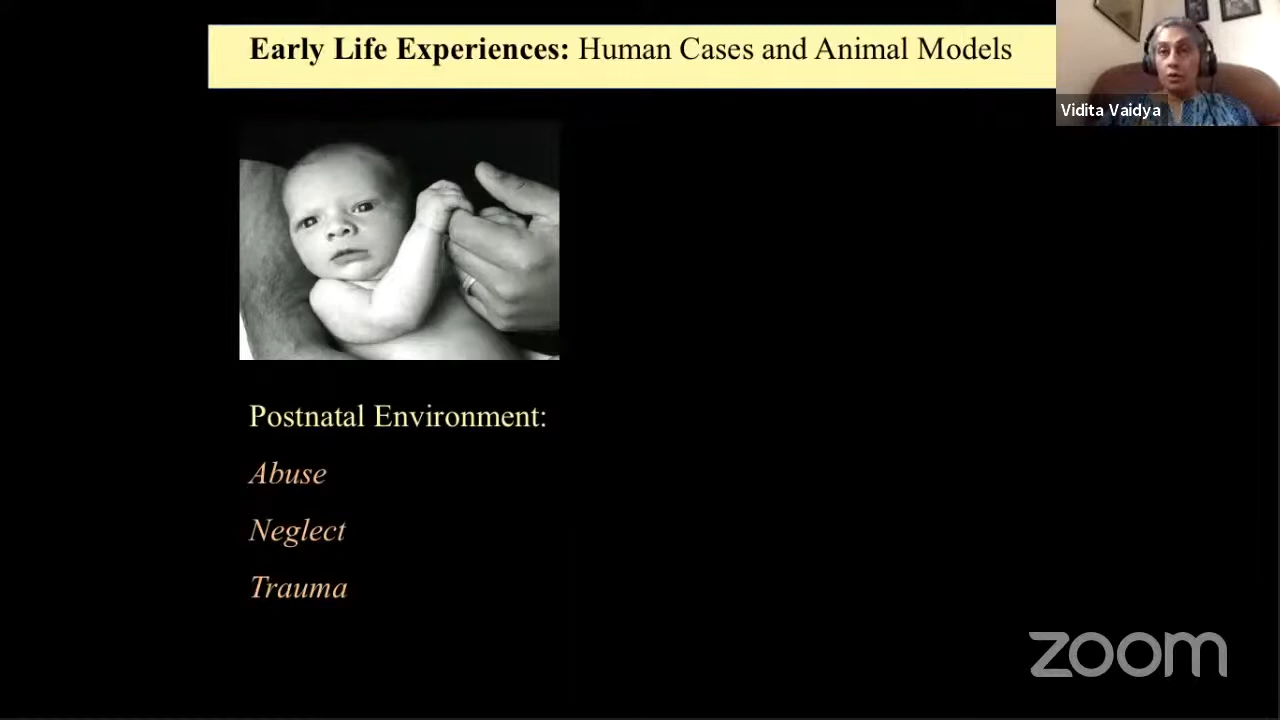 Early Life Experiences: Human Cases and Animal Models
Vidita Vaidya
Postnatal Environment:
Abuse
Neglect
Trauma
zoom